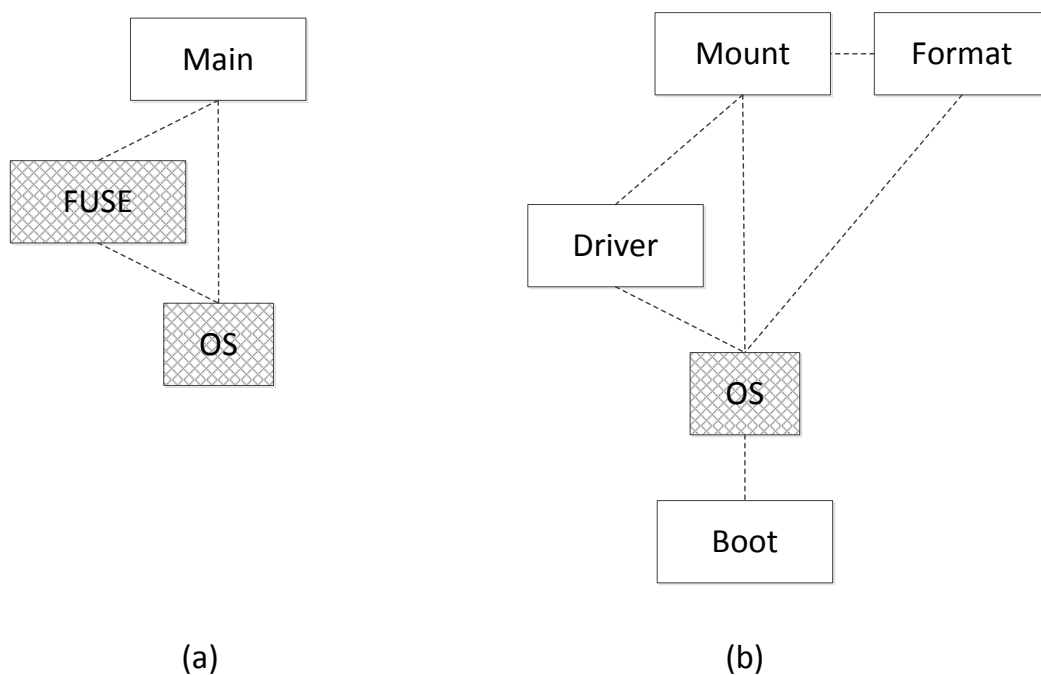 Main
FUSE
OS
(a)
Mount
Format
Driver
OS
Boot
(b)